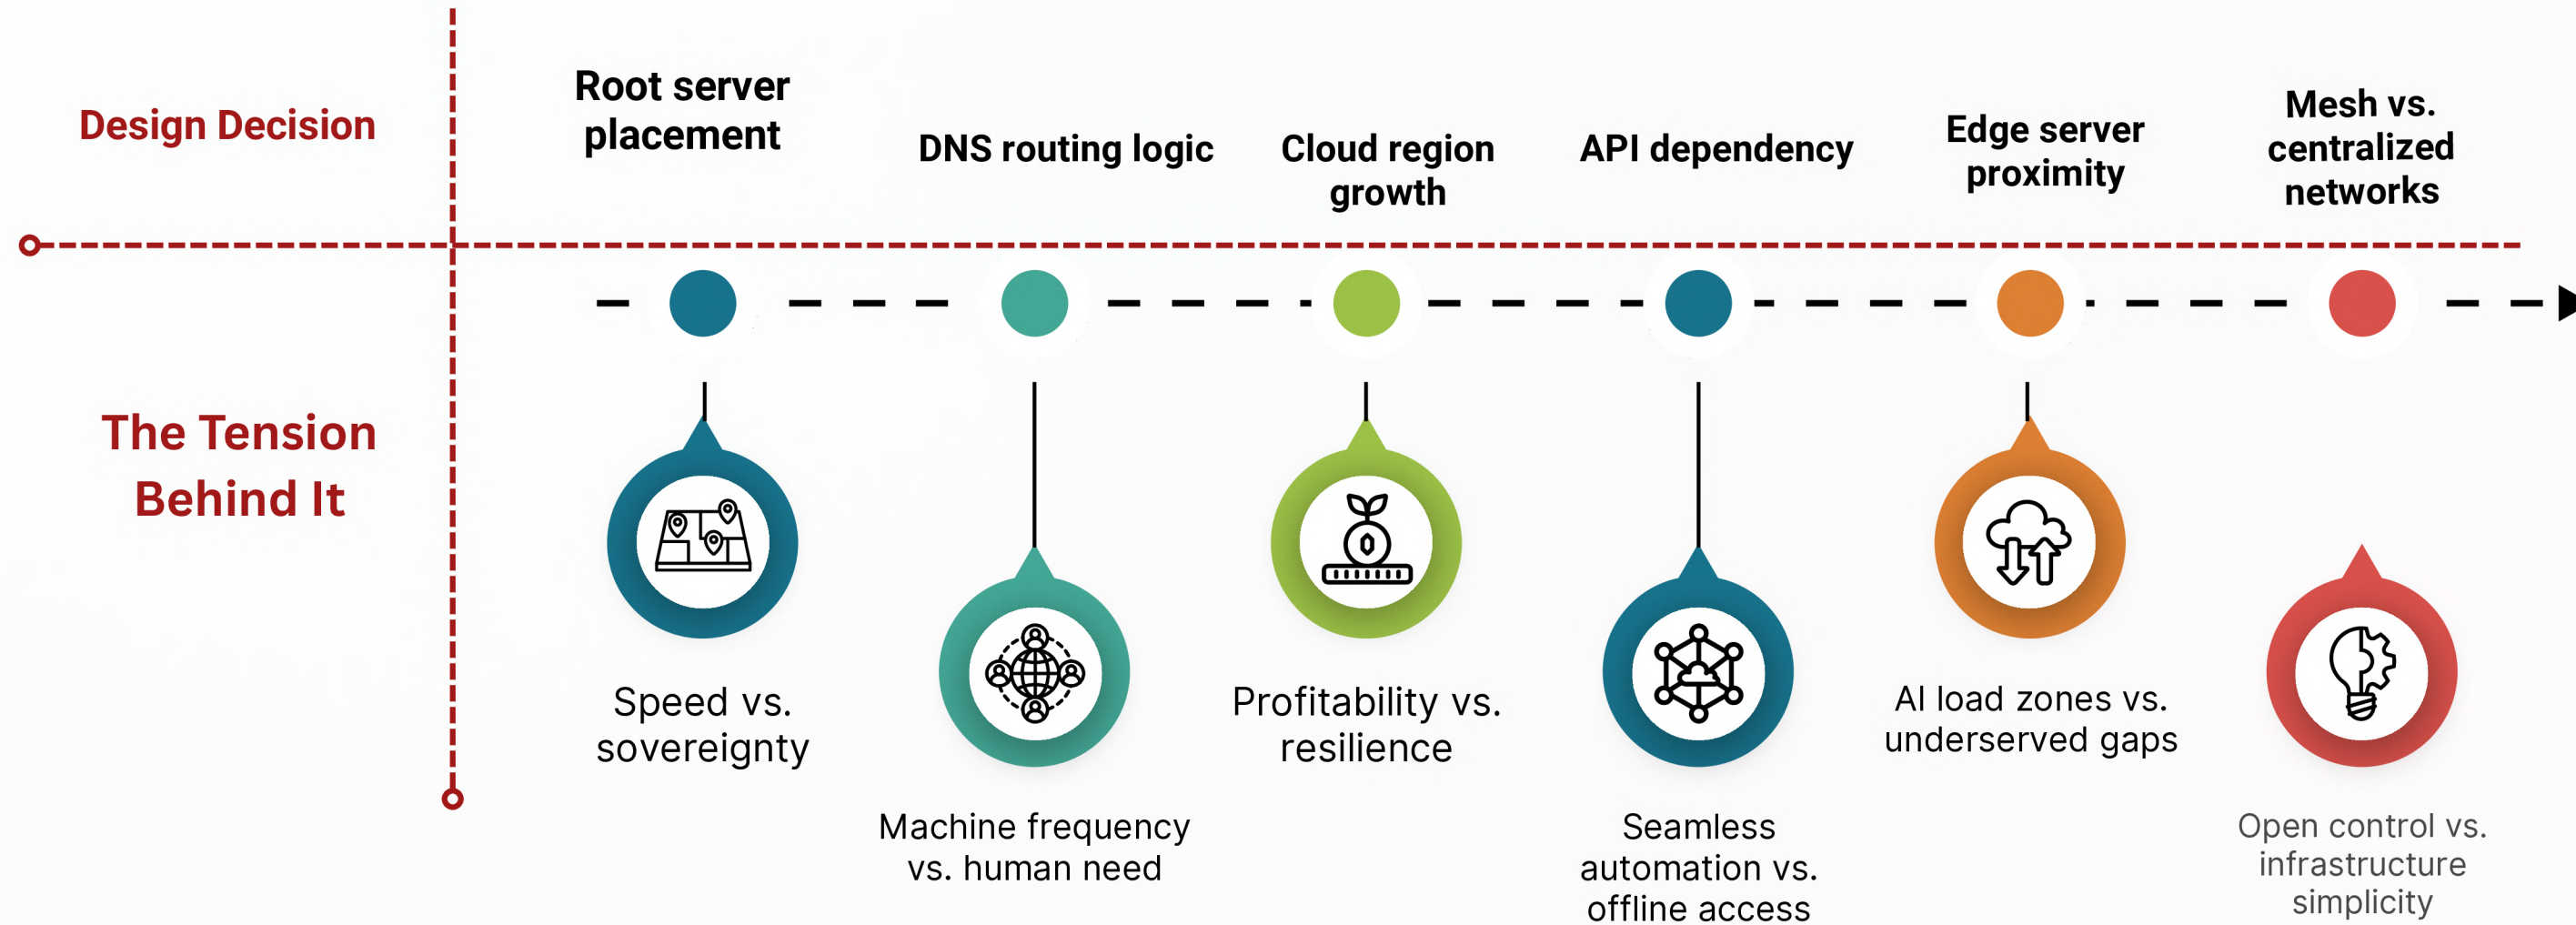 Design Decision
Root server
placement
DNS routing logic
Cloud region
growth
API dependency
Edge server
proximity
Mesh vs.
centralized
networks
The Tension
Behind It
Speed vs.
sovereignty
Machine frequency
vs. human need
Profitability vs.
resilience
Seamless
automation vs.
offline access
AI load zones vs.
underserved gaps
Open control vs.
infrastructure
simplicity